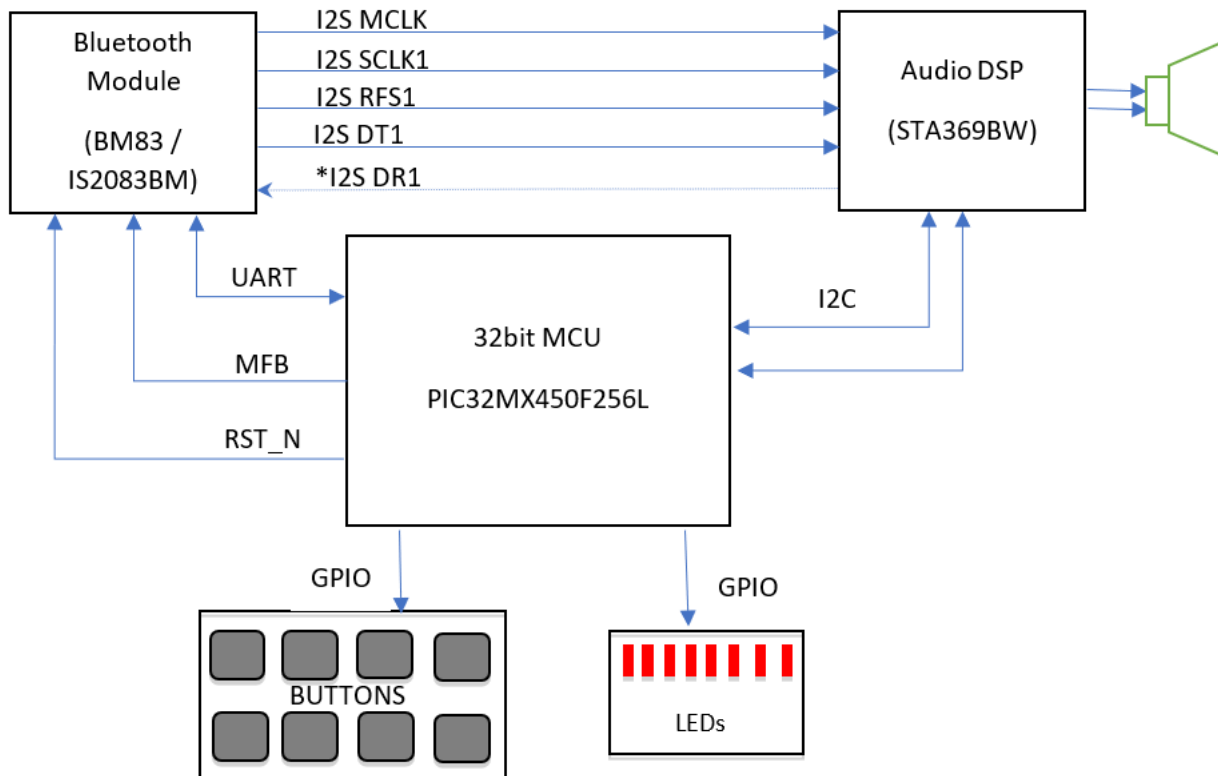 I2S MCLK
Bluetooth
Module
(BM83 /
IS2083BM)
I2S SCLK1
I2S RFS1
I2S DT1
*I2S DR1
Audio DSP
(STA369BW)
UART
MFB
RST_N
32bit MCU
PIC32MX450F256L
I2C
GPIO
GPIO
BUTTONS
LEDs